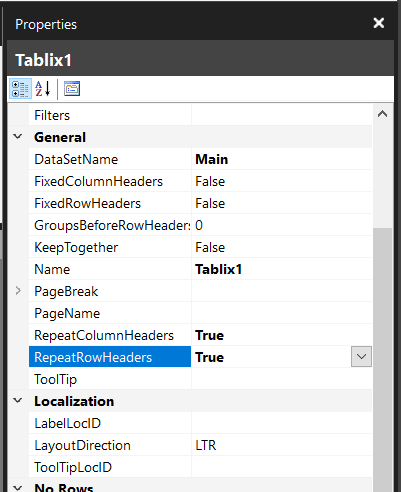 Properties
Tablix1
Filters
General
DataSetName Main
FixedColumnHeaders False
FixedRowHeaders False
GroupsBeforeRowHeaders 0
KeepTogether False
Name Tablix1
PageBreak
PageName
RepeatColumnHeaders True
RepeatRowHeaders True
ToolTip
Localization
LabelLocID
LayoutDirection LTR
ToolTipLocID
No Rows